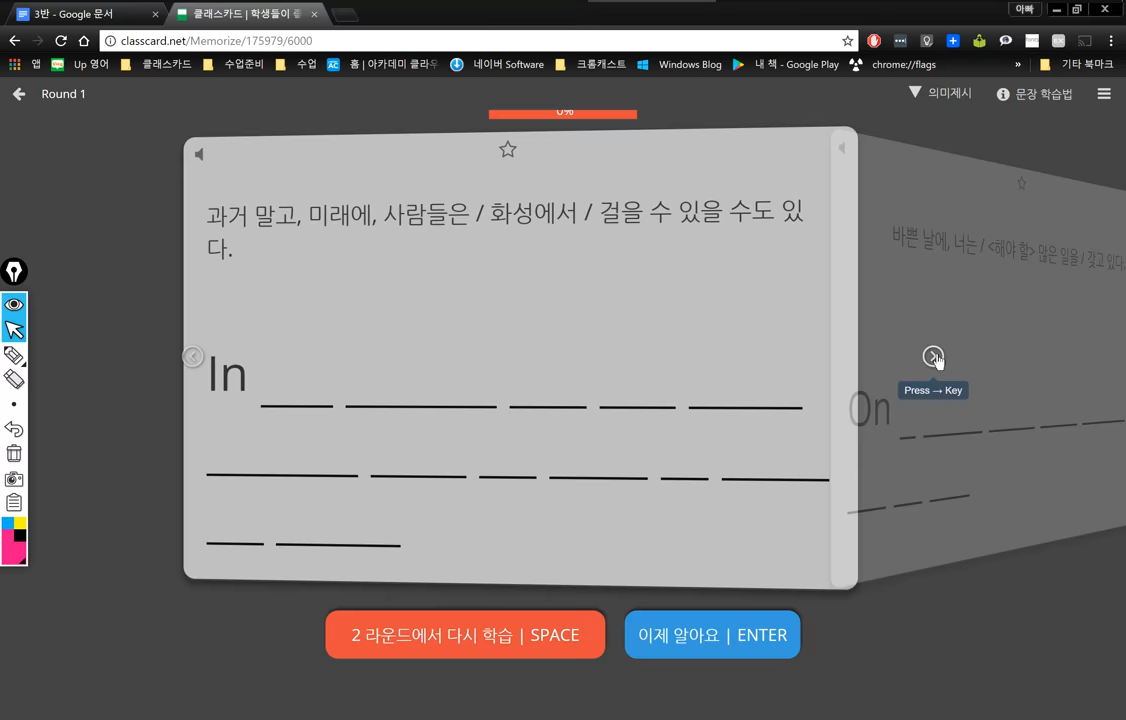 3반 - Google 문서
클래스카드 | 학생들이 좋
아빠
classcard.net/Memorize/175979/6000
앱 Up 영어 클래스카드 수업준비 수업 홈 | 아카데미 클라우 네이버 Software 크롬캐스트 Windows Blog 내 책 - Google Play chrome://flags » 기타 북마크
Round 1
의미제시 문장 학습법
0%
과거 말고, 미래에, 사람들은 / 화성에서 / 걸을 수 있을 수도 있
다.
바쁜 날에, 너는 / <해야 할> 많은 일을 / 갖고 있다.
In
Press → Key
On
2 라운드에서 다시 학습 | SPACE
이제 알아요 | ENTER